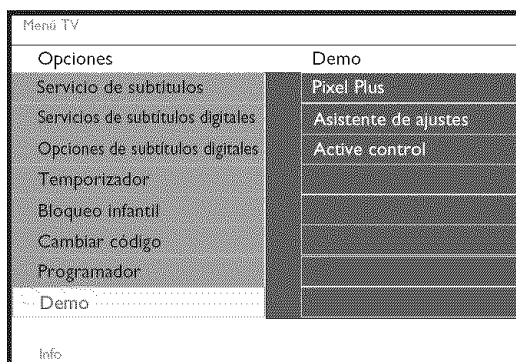 Menú TV
Opciones
Demo
Servicio de subtítulos
Pixel Plus
Servicios de subtítulos digitales
Asistente de ajustes
Opciones de subtítulos digitales
Active control
Temporizador
Bloqueo infantil
Cambiar código
Programador
Demo
Info